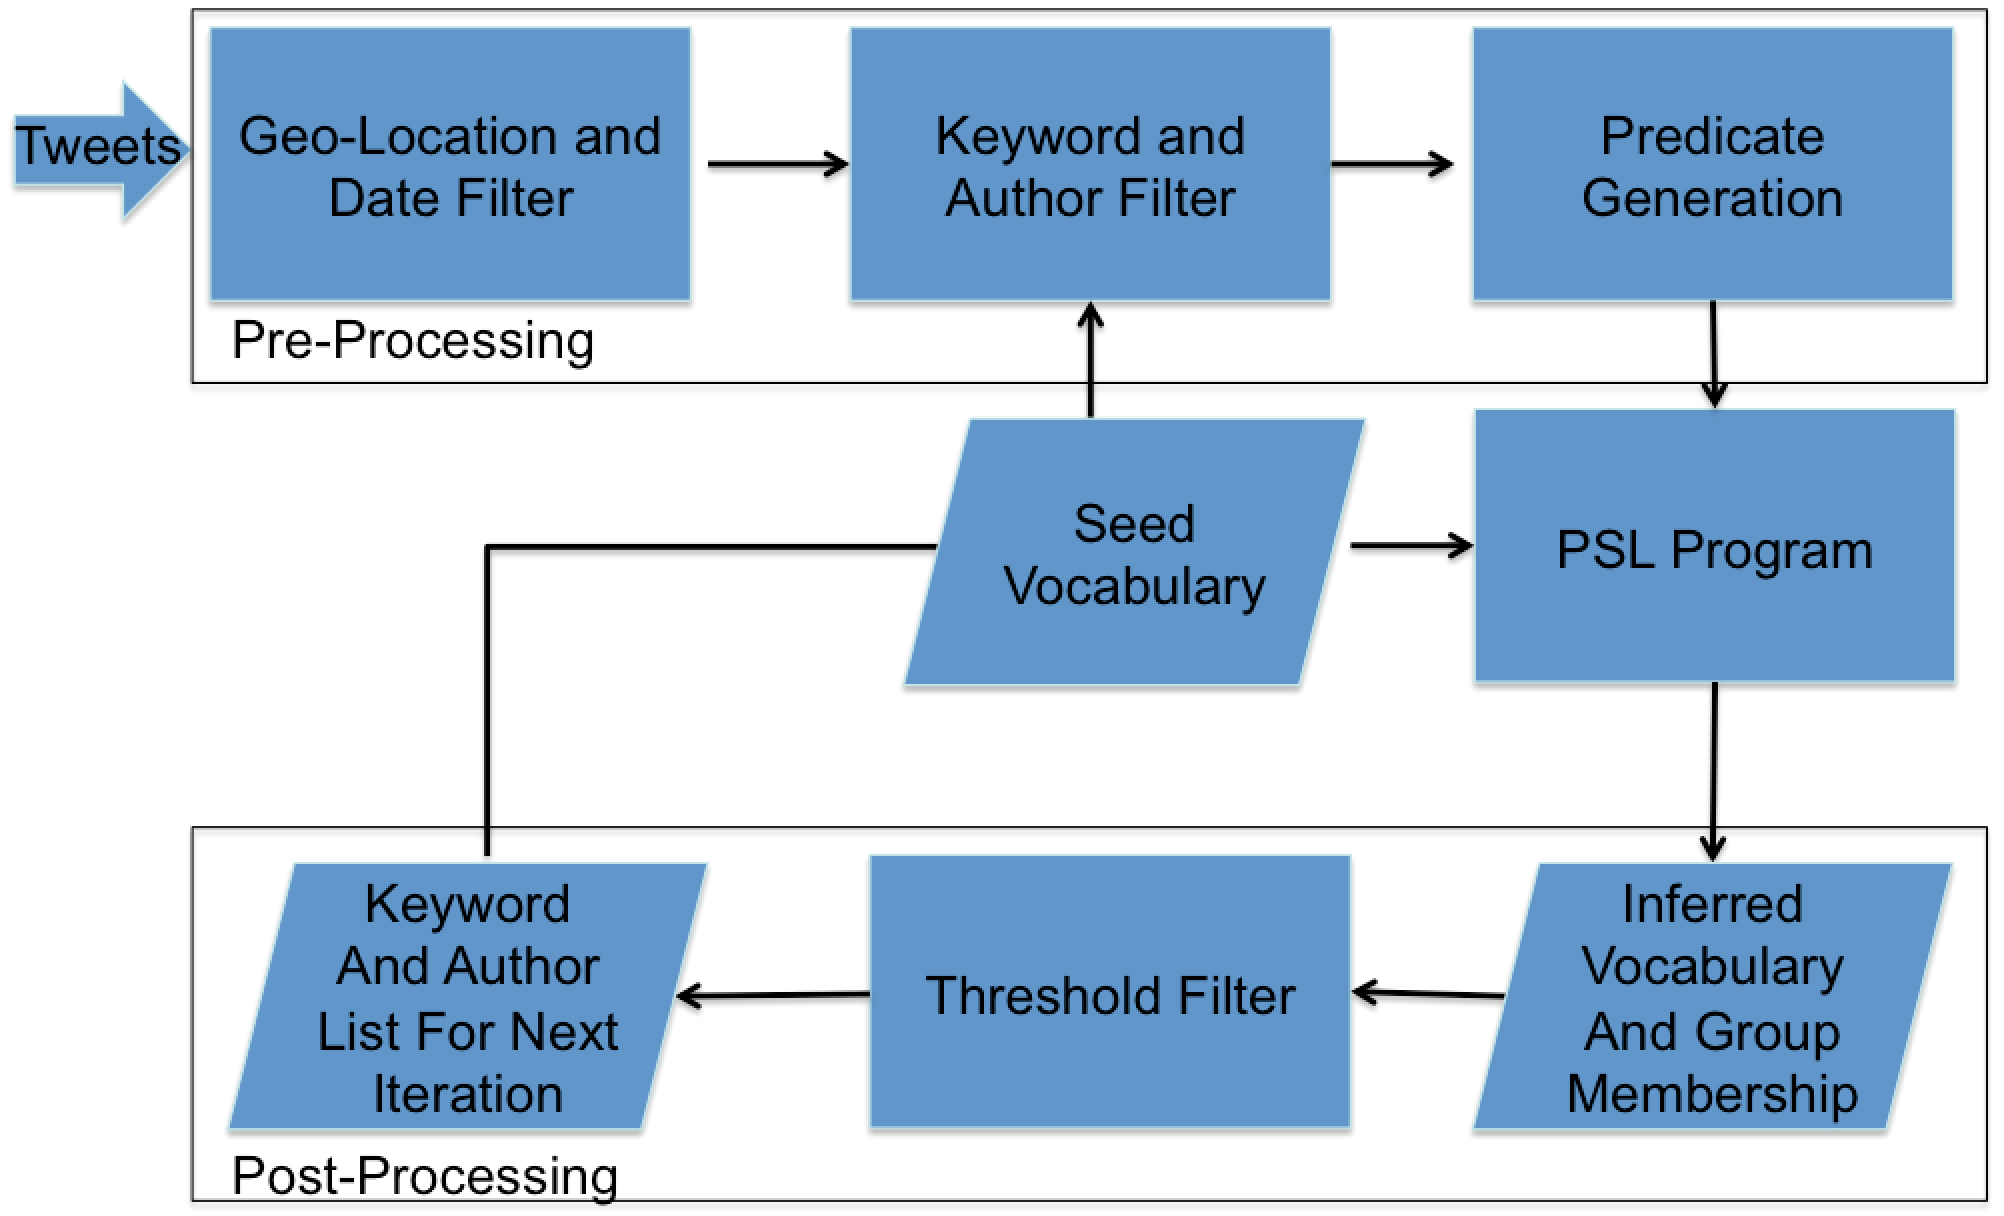 Tweets
Geo-Location and
Date Filter
Keyword and
Author Filter
Predicate
Generation
Pre-Processing
Seed
Vocabulary
PSL Program
Keyword
And Author
List For Next
Iteration
Threshold Filter
Inferred
Vocabulary
And Group
Membership
Post-Processing